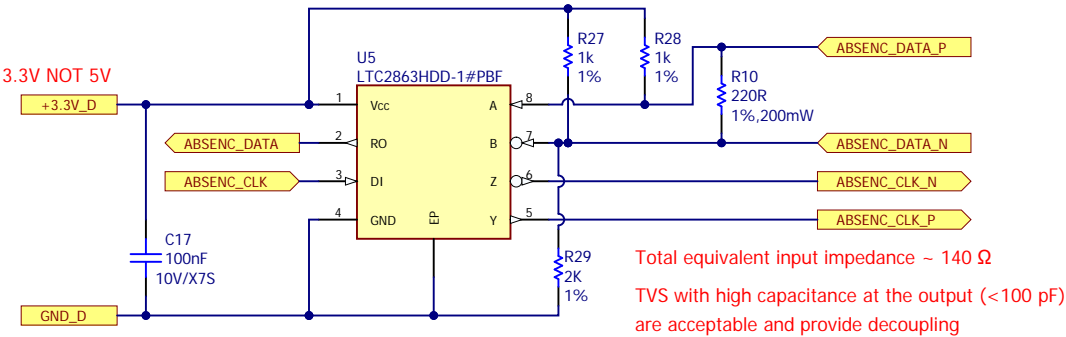 3.3V NOT 5V
+3.3V_D
ABSENC_DATA
ABSENC_CLK
GND_D
C17
100nF
10V/X7S
U5
LTC2863HDD-1#PBF
1
Vcc
2
RO
3
DI
4
GND
EP
A
8
B
7
Z
6
Y
5
R27
1k
1%
R28
1k
1%
R10
220R
1%,200mW
R29
2K
1%
ABSENC_DATA_P
ABSENC_DATA_N
ABSENC_CLK_N
ABSENC_CLK_P
Total equivalent input impedance ~ 140 Ω
TVS with high capacitance at the output (<100 pF)
are acceptable and provide decoupling